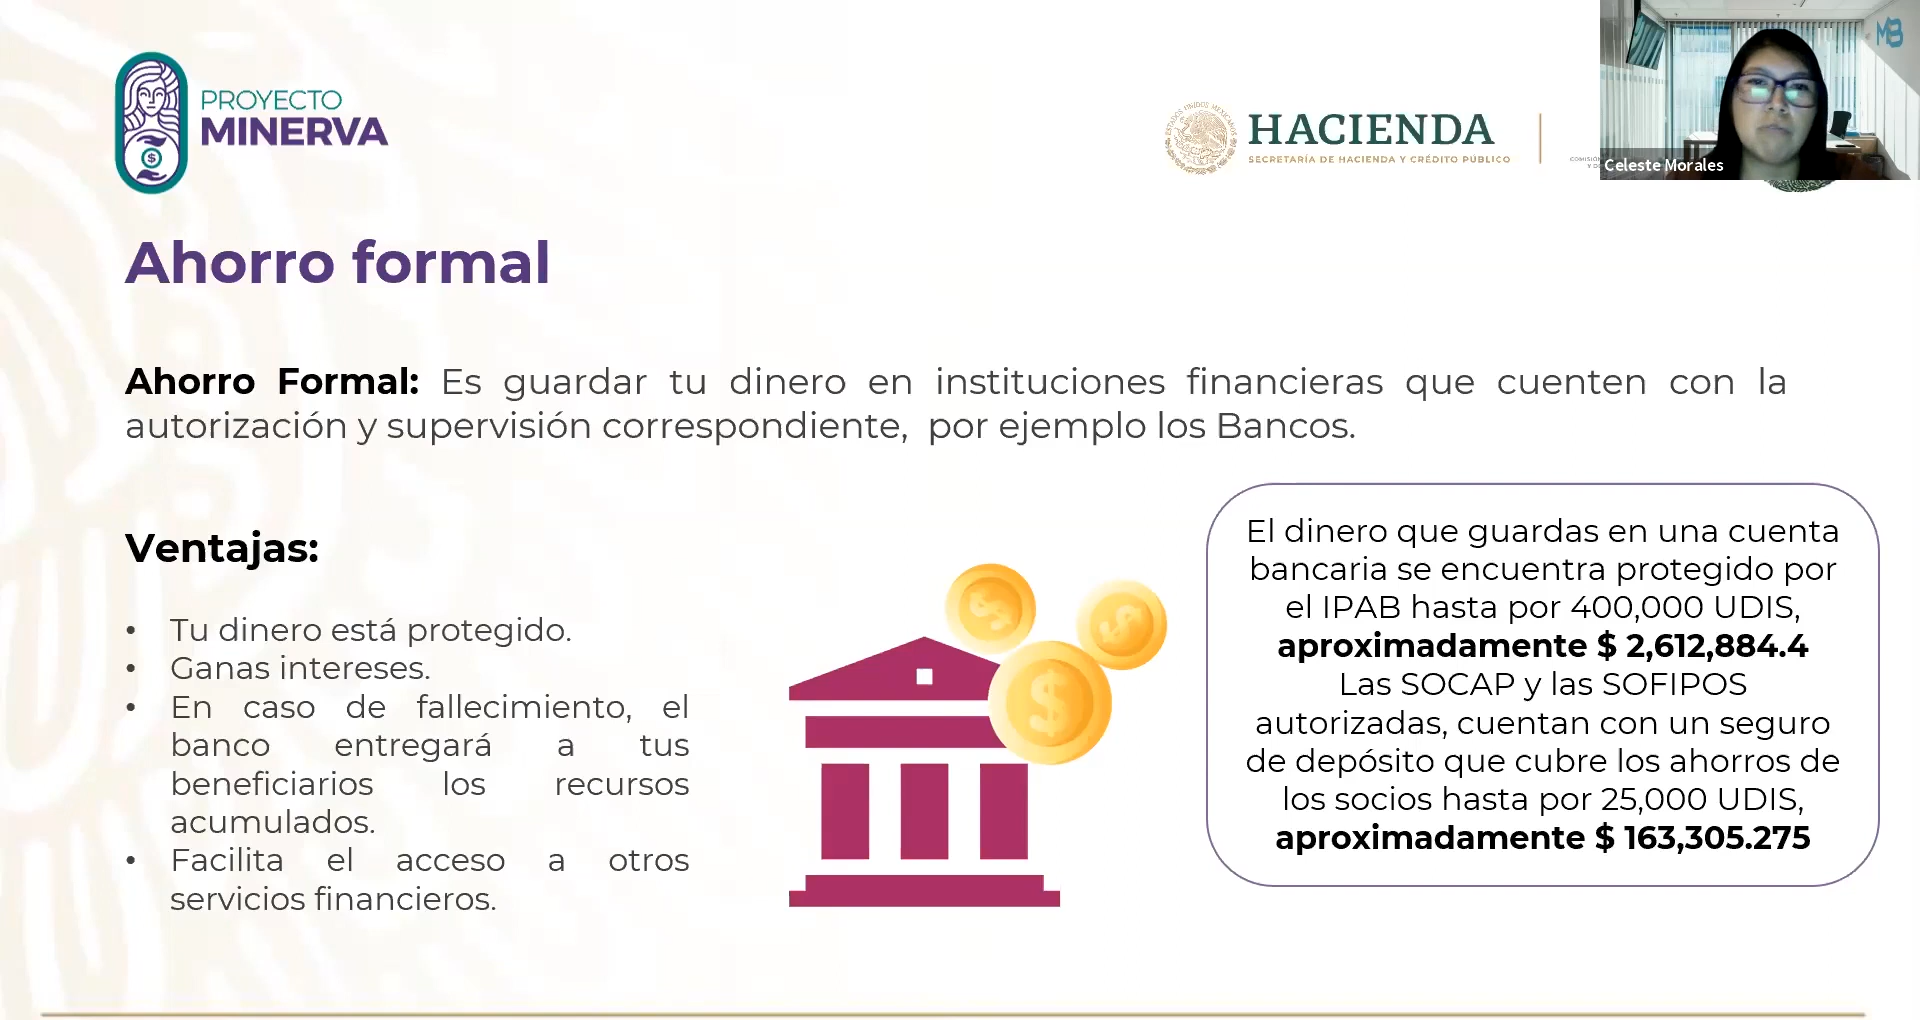 PROYECTO
MINERVA
ESTADOS UNIDOS MEXICANOS
HACIENDA
SECRETARÍA DE HACIENDA Y CRÉDITO PÚBLICO
MB
Celeste Morales
Ahorro formal
Ahorro Formal: Es guardar tu dinero en instituciones financieras que cuenten con la
autorización y supervisión correspondiente, por ejemplo los Bancos.
Ventajas:
• Tu dinero está protegido.
• Ganas intereses.
• En caso de fallecimiento, el
banco entregará a tus
beneficiarios los recursos
acumulados.
• Facilita el acceso a otros
servicios financieros.
El dinero que guardas en una cuenta
bancaria se encuentra protegido por
el IPAB hasta por 400,000 UDIS,
aproximadamente $ 2,612,884.4
Las SOCAP y las SOFIPOS
autorizadas, cuentan con un seguro
de depósito que cubre los ahorros de
los socios hasta por 25,000 UDIS,
aproximadamente $ 163,305.275